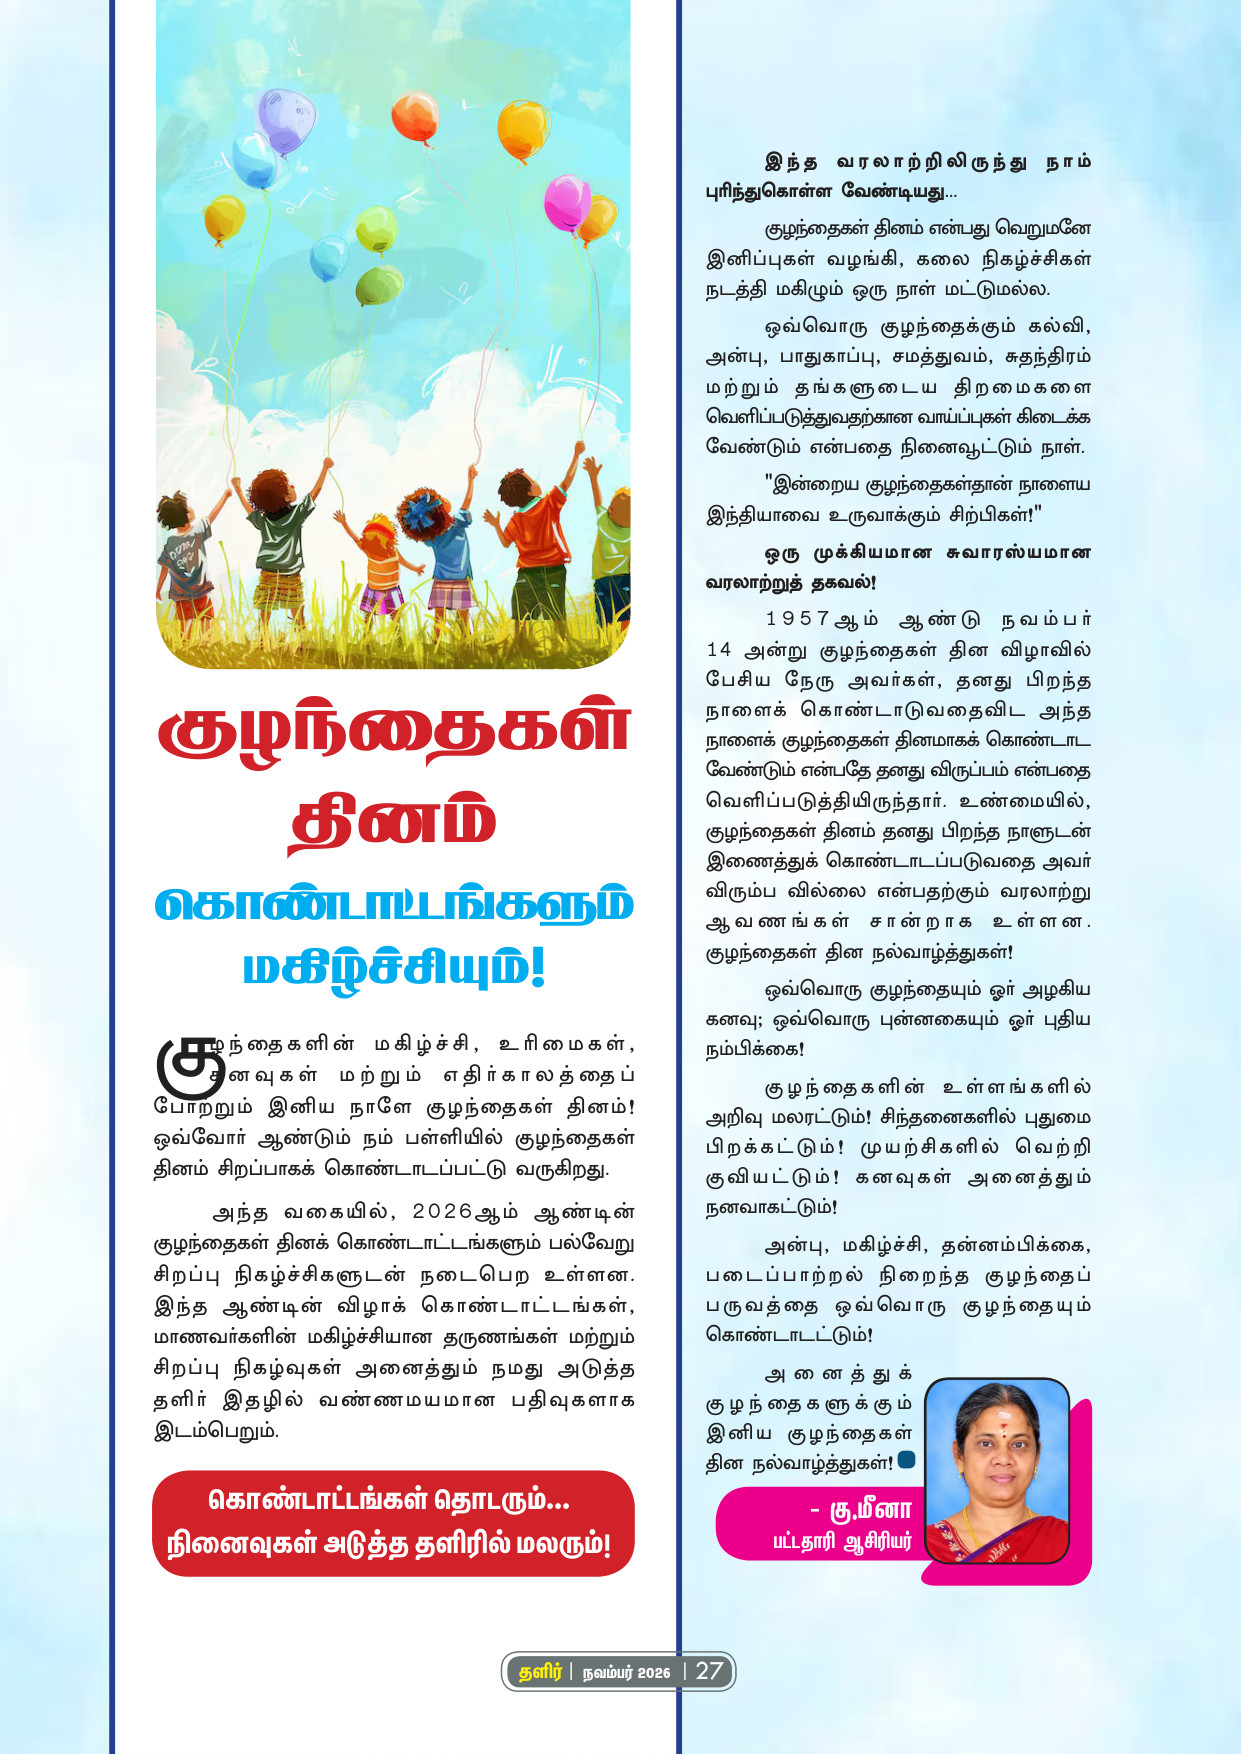 குழந்தைகள்
தினம்
கொண்டாட்டங்களும்
மகிழ்ச்சியும்!
குழந்தைகளின் மகிழ்ச்சி, உரிமைகள்,
கனவுகள் மற்றும் எதிர்காலத்தைப்
போற்றும் இனிய நாளே குழந்தைகள் தினம்!
ஒவ்வோர் ஆண்டும் நம் பள்ளியில் குழந்தைகள்
தினம் சிறப்பாகக் கொண்டாடப்பட்டு வருகிறது.
அந்த வகையில், 2026ஆம் ஆண்டின்
குழந்தைகள் தினக் கொண்டாட்டங்களும் பல்வேறு
சிறப்பு நிகழ்ச்சிகளுடன் நடைபெற உள்ளன.
இந்த ஆண்டின் விழாக் கொண்டாட்டங்கள்,
மாணவர்களின் மகிழ்ச்சியான தருணங்கள் மற்றும்
சிறப்பு நிகழ்வுகள் அனைத்தும் நமது அடுத்த
தளிர் இதழில் வண்ணமயமான பதிவுகளாக
இடம்பெறும்.
கொண்டாட்டங்கள் தொடரும்...
நினைவுகள் அடுத்த தளிரில் மலரும்!
இந்த வரலாற்றிலிருந்து நாம்
புரிந்துகொள்ள வேண்டியது...
குழந்தைகள் தினம் என்பது வெறுமனே
இனிப்புகள் வழங்கி, கலை நிகழ்ச்சிகள்
நடத்தி மகிழும் ஒரு நாள் மட்டுமல்ல.
ஒவ்வொரு குழந்தைக்கும் கல்வி,
அன்பு, பாதுகாப்பு, சமத்துவம், சுதந்திரம்
மற்றும் தங்களுடைய திறமைகளை
வெளிப்படுத்துவதற்கான வாய்ப்புகள் கிடைக்க
வேண்டும் என்பதை நினைவூட்டும் நாள்.
"இன்றைய குழந்தைகள்தான் நாளைய
இந்தியாவை உருவாக்கும் சிற்பிகள்!"
ஒரு முக்கியமான சுவாரஸ்யமான
வரலாற்றுத் தகவல்!
1957ஆம் ஆண்டு நவம்பர்
14 அன்று குழந்தைகள் தின விழாவில்
பேசிய நேரு அவர்கள், தனது பிறந்த
நாளைக் கொண்டாடுவதைவிட அந்த
நாளைக் குழந்தைகள் தினமாகக் கொண்டாட
வேண்டும் என்பதே தனது விருப்பம் என்பதை
வெளிப்படுத்தியிருந்தார். உண்மையில்,
குழந்தைகள் தினம் தனது பிறந்த நாளுடன்
இணைத்துக் கொண்டாடப்படுவதை அவர்
விரும்ப வில்லை என்பதற்கும் வரலாற்று
ஆவணங்கள் சான்றாக உள்ளன.
குழந்தைகள் தின நல்வாழ்த்துகள்!
ஒவ்வொரு குழந்தையும் ஓர் அழகிய
கனவு; ஒவ்வொரு புன்னகையும் ஓர் புதிய
நம்பிக்கை!
குழந்தைகளின் உள்ளங்களில்
அறிவு மலரட்டும்! சிந்தனைகளில் புதுமை
பிறக்கட்டும்! முயற்சிகளில் வெற்றி
குவியட்டும்! கனவுகள் அனைத்தும்
நனவாகட்டும்!
அன்பு, மகிழ்ச்சி, தன்னம்பிக்கை,
படைப்பாற்றல் நிறைந்த குழந்தைப்
பருவத்தை ஒவ்வொரு குழந்தையும்
கொண்டாடட்டும்!
அனைத்துக்
குழந்தைகளுக்கும்
இனிய குழந்தைகள்
தின நல்வாழ்த்துகள்!
- கு.மீனா
பட்டதாரி ஆசிரியர்
தளிர் | நவம்பர் 2026 | 27